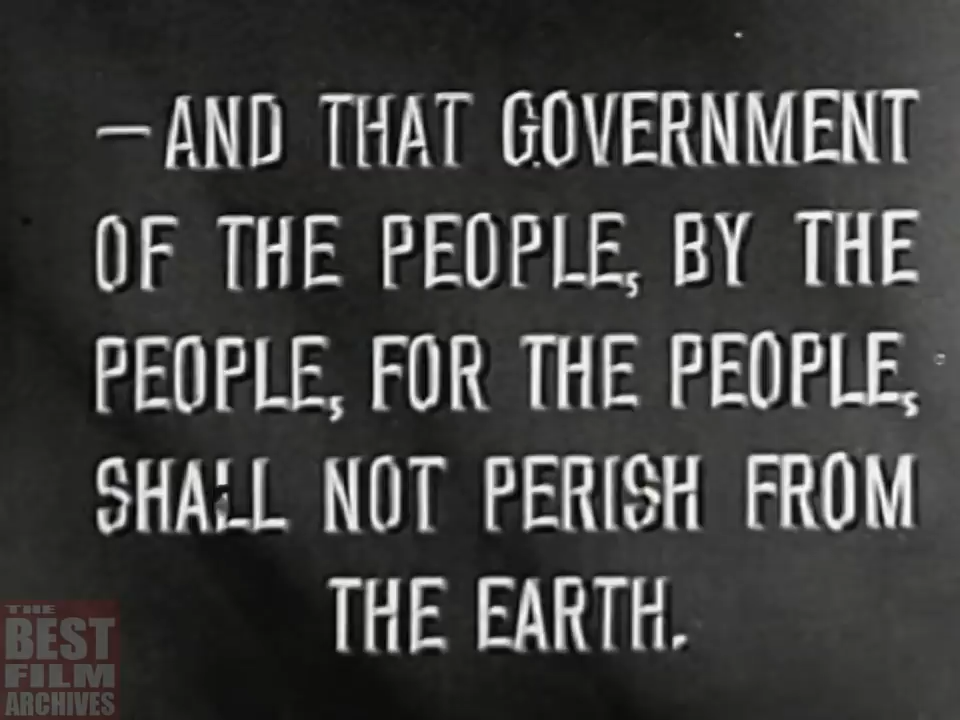 —AND THAT GOVERNMENT
OF THE PEOPLE, BY THE
PEOPLE, FOR THE PEOPLE,
SHALL NOT PERISH FROM
THE EARTH.
THE
BEST
FILM
ARCHIVES